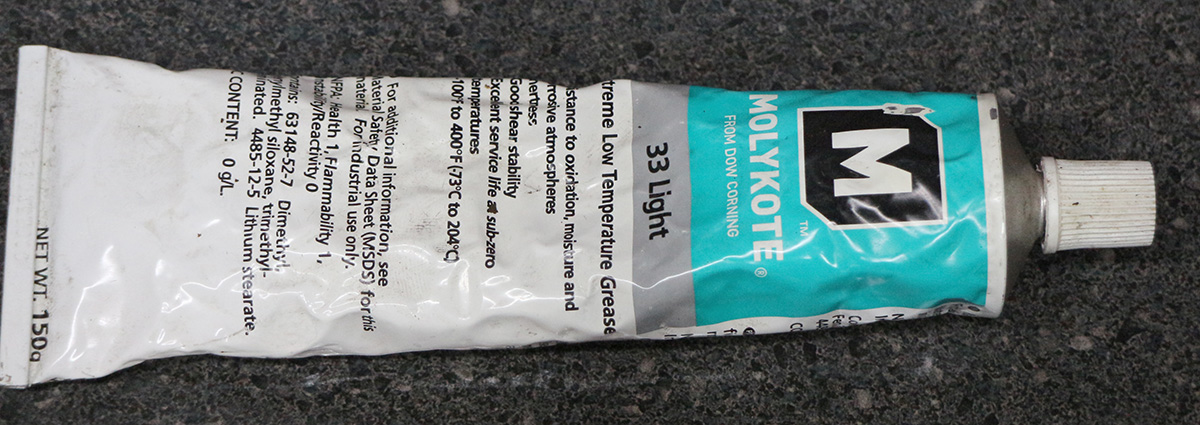 M
™
MOLYKOTE®
FROM DOW CORNING
33 Light
treme Low Temperature Grease
stance to oxidation, moisture and
rrosive atmospheres
nertness
Good shear stability
Excellent service life at sub-zero
temperatures
100°F to 400°F (-73°C to 204°C)
For additional information, see
Material Safety Data Sheet (MSDS) for this
material. For industrial use only.
NFPA Health 1, Flammability 1,
Instability/Reactivity 0
ntains: 63148-52-7 Dimethyl,
ylmethyl siloxane, trimethyl-
inated. 4485-12-5 Lithium stearate.
C CONTENT: 0 g/L.
NET WT. 150g